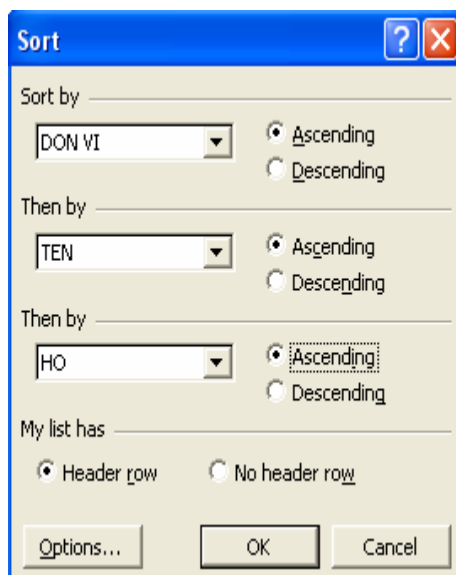 Sort ?
Sort by
DON VI Ascending
Descending
Then by
TEN Ascending
Descending
Then by
HO Ascending
Descending
My list has
Header row No header row
Options... OK Cancel